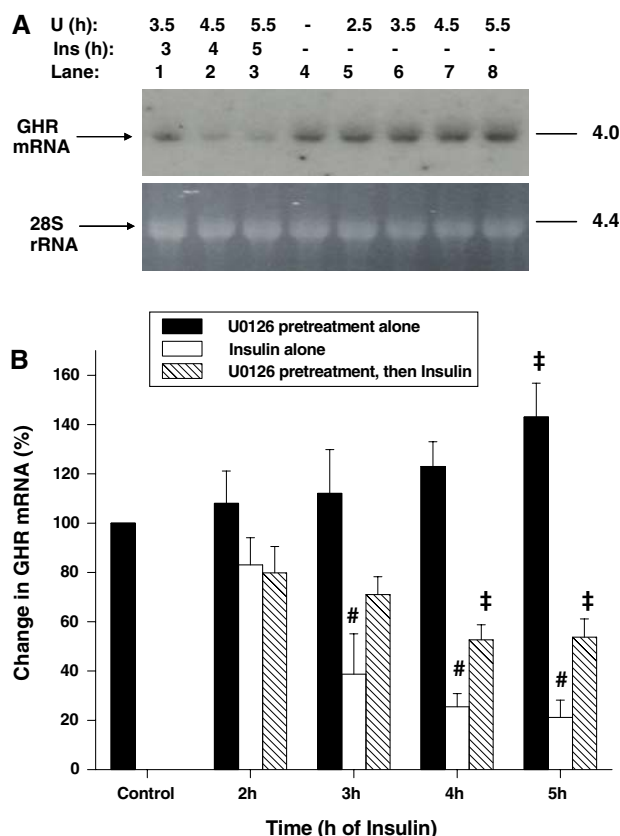 A
U (h): 3.5 4.5 5.5 - 2.5 3.5 4.5 5.5
Ins (h): 3 4 5 - - - - -
Lane: 1 2 3 4 5 6 7 8
GHR mRNA
4.0
28S rRNA
4.4
B
U0126 pretreatment alone
Insulin alone
U0126 pretreatment, then Insulin
Change in GHR mRNA (%)
160
140
120
100
80
60
40
20
0
‡
# ‡ ‡
# #
Control 2h 3h 4h 5h
Time (h of Insulin)